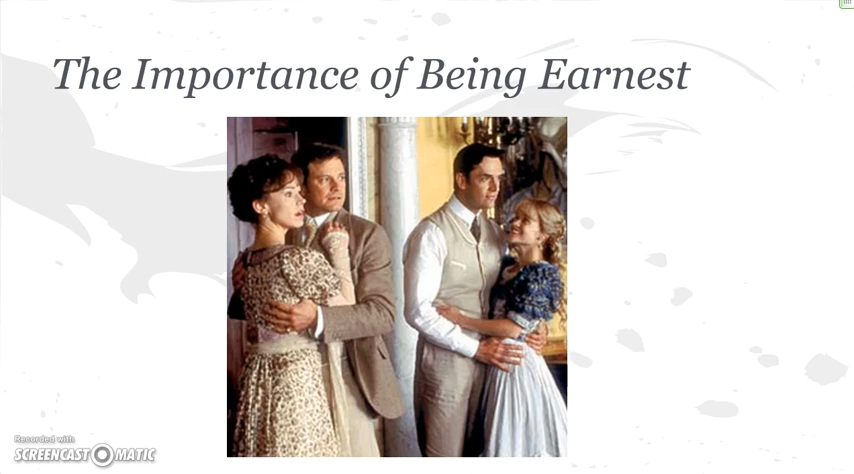 The Importance of Being Earnest
Recorded with
SCREENCAST MATIC